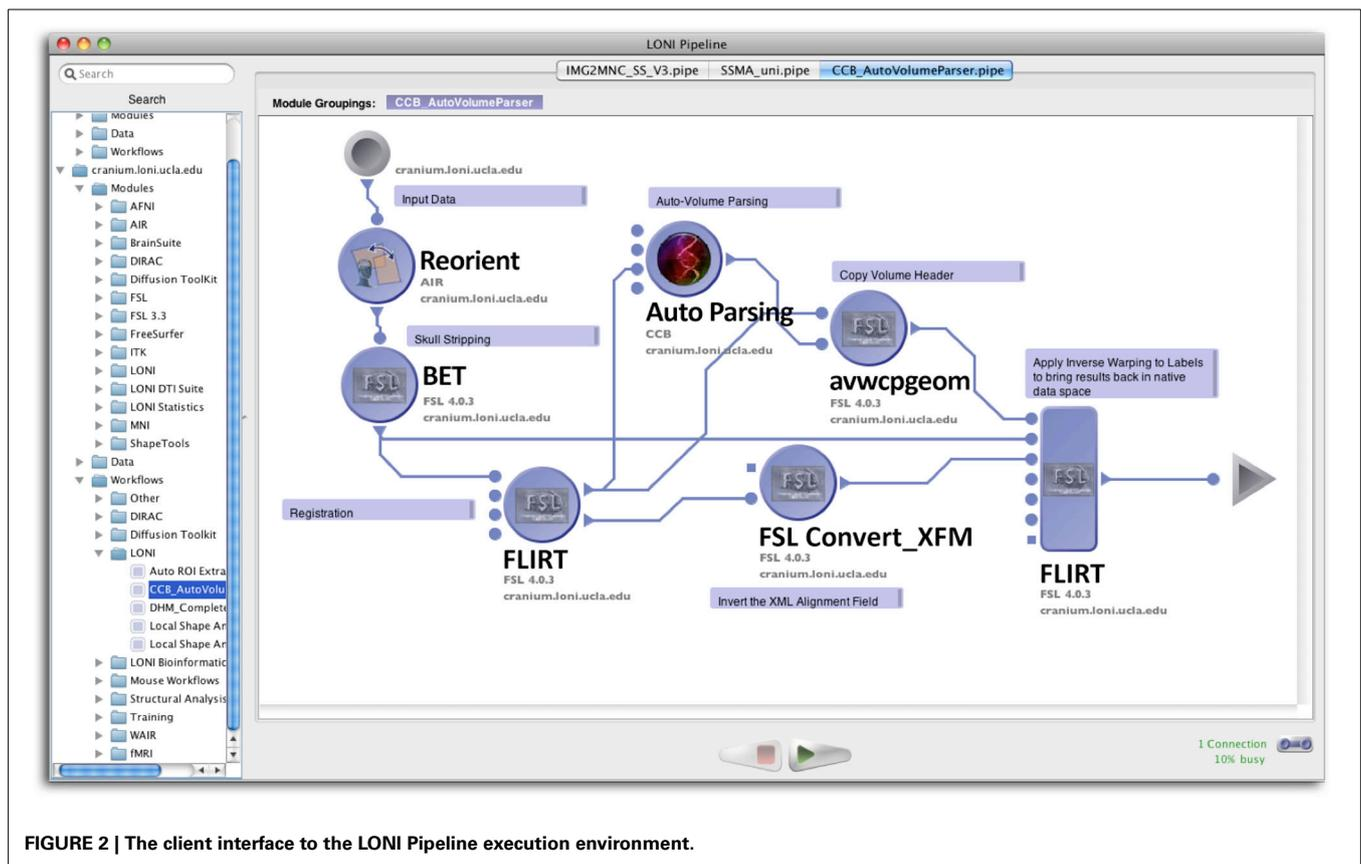 LONI Pipeline
Search
IMG2MNC_SS_V3.pipe SSMA_uni.pipe CCB_AutoVolumeParser.pipe
Search
Module Groupings: CCB_AutoVolumeParser
Modules
Data
Workflows
cranium.loni.ucla.edu
Modules
AFNI
AIR
BrainSuite
DIRAC
Diffusion ToolKit
FSL
FSL 3.3
FreeSurfer
ITK
LONI
LONI DTI Suite
LONI Statistics
MNI
ShapeTools
Data
Workflows
Other
DIRAC
Diffusion Toolkit
LONI
Auto ROI Extra
CCB_AutoVolu
DHM_Complete
Local Shape An
Local Shape An
LONI Bioinformatic
Mouse Workflows
Structural Analysis
Training
WAIR
fMRI
cranium.loni.ucla.edu
Input Data
Reorient
AIR
cranium.loni.ucla.edu
Skull Stripping
FSL
BET
FSL 4.0.3
cranium.loni.ucla.edu
Registration
FSL
FLIRT
FSL 4.0.3
cranium.loni.ucla.edu
Auto-Volume Parsing
Auto Parsing
CCB
cranium.loni.ucla.edu
Copy Volume Header
FSL
avwcpgeom
FSL 4.0.3
cranium.loni.ucla.edu
FSL
FSL Convert_XFM
FSL 4.0.3
cranium.loni.ucla.edu
Invert the XML Alignment Field
Apply Inverse Warping to Labels
to bring results back in native
data space
FSL
FLIRT
FSL 4.0.3
cranium.loni.ucla.edu
1 Connection
10% busy
FIGURE 2 | The client interface to the LONI Pipeline execution environment.